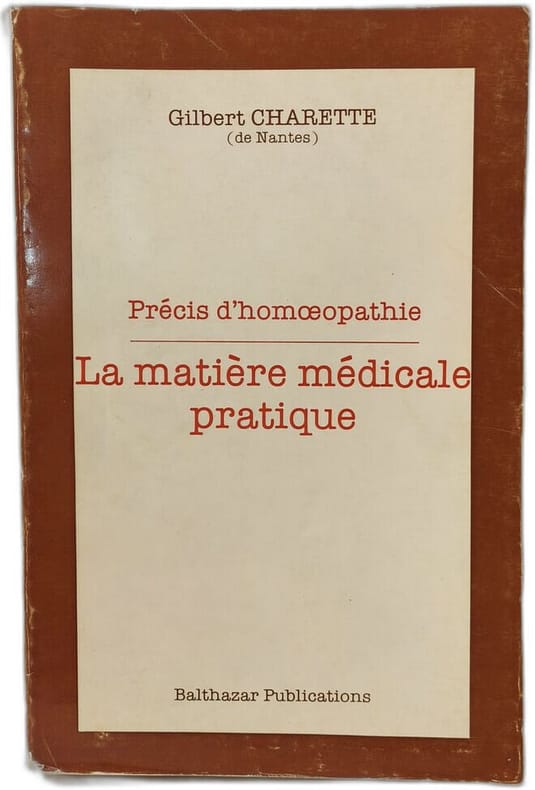 Gilbert CHARETTE
(de Nantes)
Précis d'homœopathie
La matière médicale
pratique
Balthazar Publications